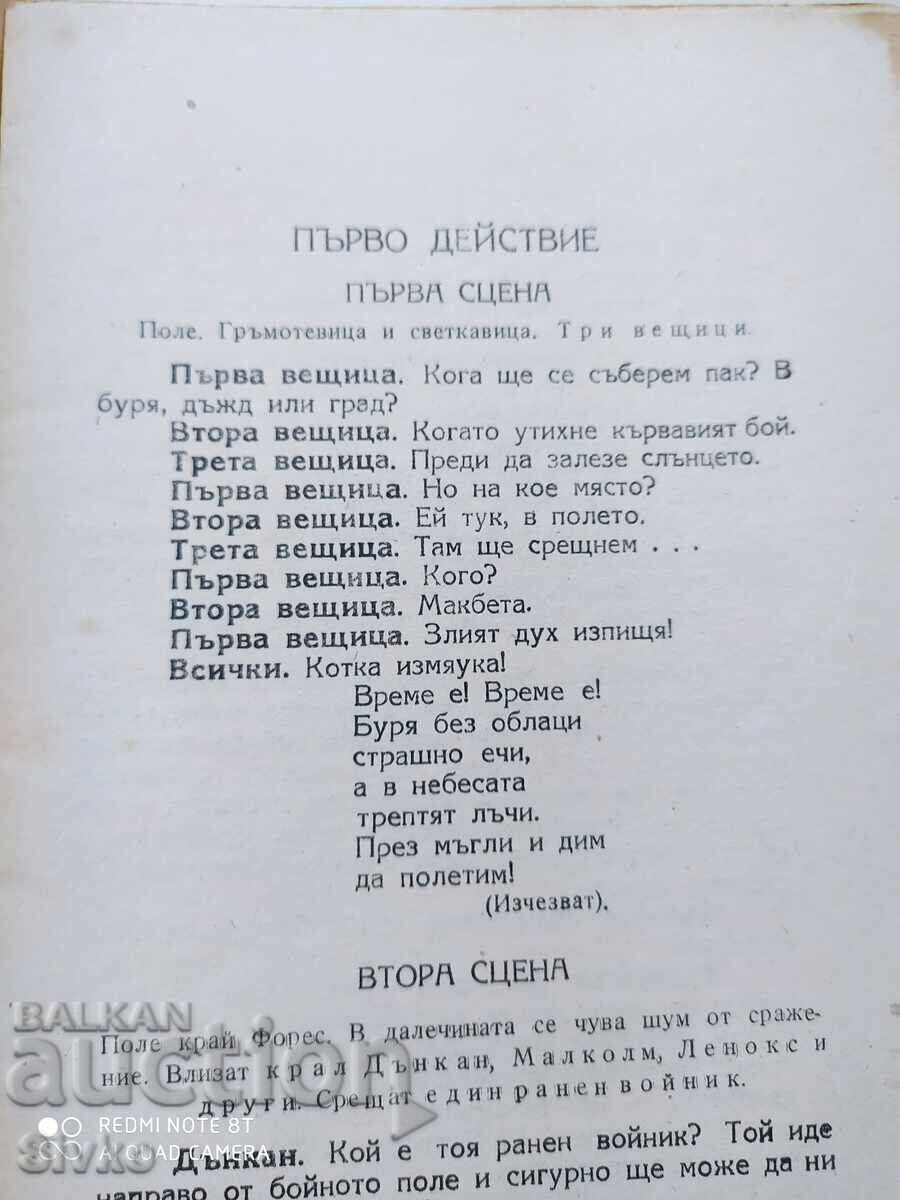 ПЪРВО ДЕЙСТВИЕ
ПЪРВА СЦЕНА
Поле. Гръмотевица и светкавица. Три вещици.
Първа вещица. Кога ще се съберем пак? В
буря, дъжд или град?
Втора вещица. Когато утихне кървавият бой.
Трета вещица. Преди да залезе слънцето.
Първа вещица. Но на кое място?
Втора вещица. Ей тук, в полето.
Трета вещица. Там ще срещнем . . .
Първа вещица. Кого?
Втора вещица. Макбета.
Първа вещица. Злият дух изпищя!
Всички. Котка измяука!
Време е! Време е!
Буря без облаци
страшно ечи,
а в небесата
трептят лъчи.
През мъгли и дим
да полетим!
(Изчезват).
ВТОРА СЦЕНА
Поле край Форес. В далечината се чува шум от сраже-
ние. Влизат крал Дънкан, Малколм, Ленокс и
други. Срещат един ранен войник.
Дънкан. Кой е тоя ранен войник? Той иде
направо от бойното поле и сигурно ще може да ни
BALKAN
auction
REDMI NOTE 8T
AI QUAD CAMERA
Sivko